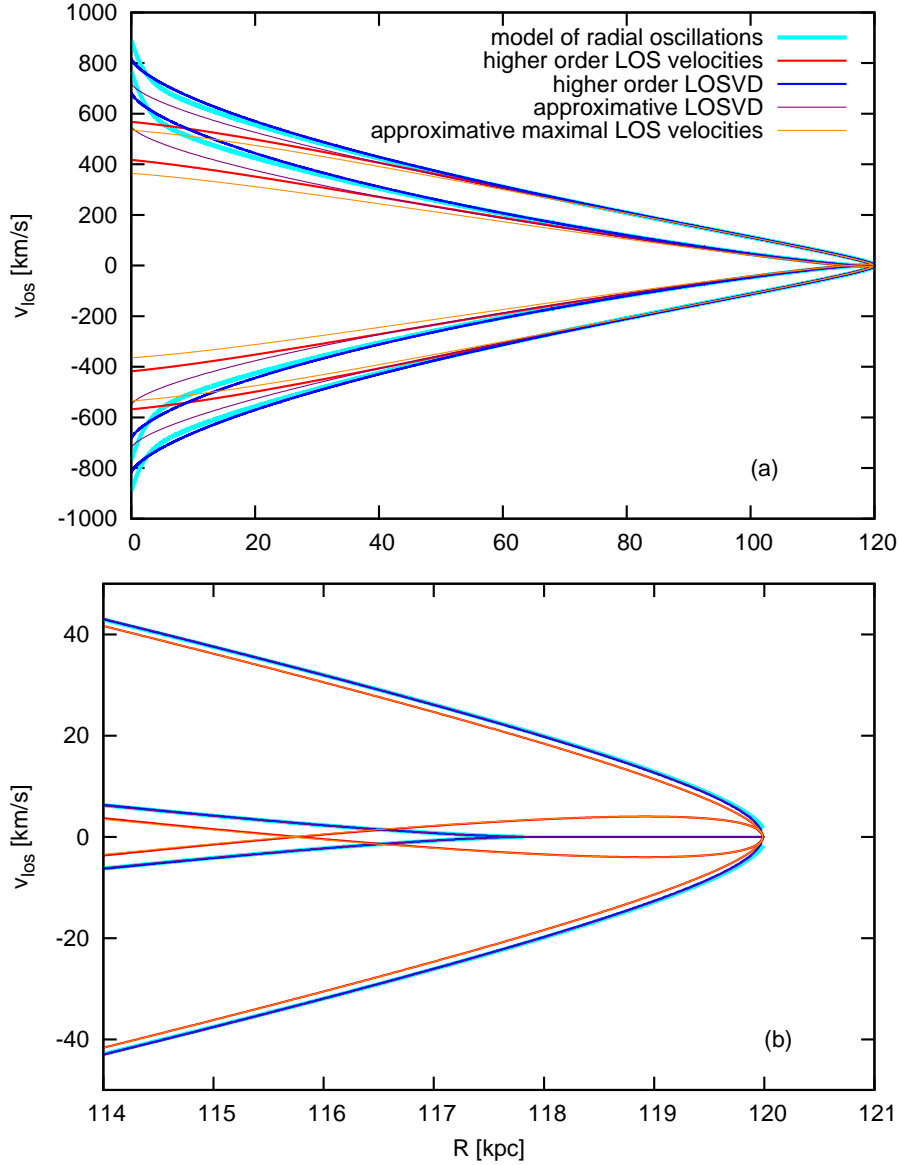 1000
800
600
400
200
0
-200
-400
-600
-800
-1000
v_los [km/s]
model of radial oscillations
higher order LOS velocities
higher order LOSVD
approximative LOSVD
approximative maximal LOS velocities
(a)
0 20 40 60 80 100 120
40
20
0
-20
-40
v_los [km/s]
(b)
114 115 116 117 118 119 120 121
R [kpc]